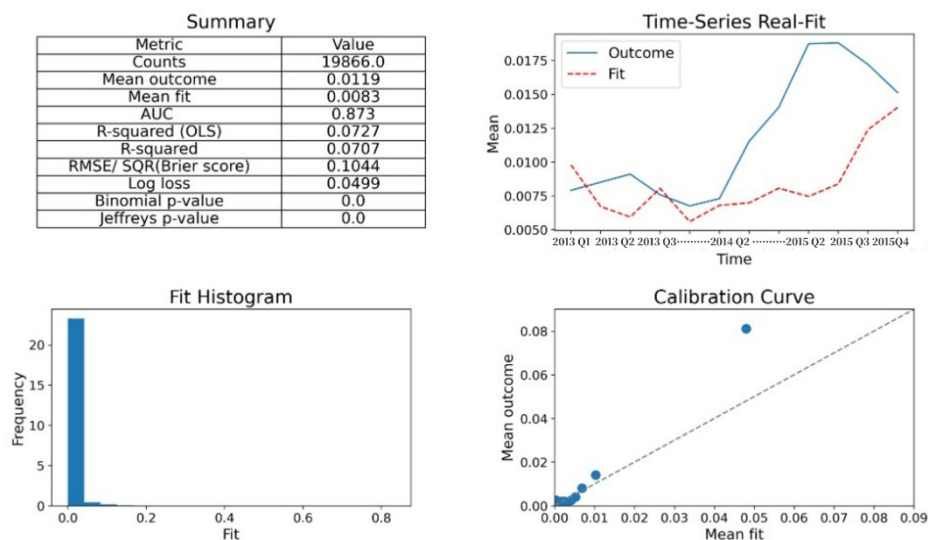 Summary
Metric Value
Counts 19866.0
Mean outcome 0.0119
Mean fit 0.0083
AUC 0.873
R-squared (OLS) 0.0727
R-squared 0.0707
RMSE/ SQR(Brier score) 0.1044
Log loss 0.0499
Binomial p-value 0.0
Jeffreys p-value 0.0
Time-Series Real-Fit
Outcome
Fit
0.0175
0.0150
0.0125
0.0100
0.0075
0.0050
Mean
2013 Q1 2013 Q2 2013 Q3 ········· 2014 Q2 ·········· 2015 Q2 2015 Q3 2015Q4
Time
Fit Histogram
20
15
10
5
0
Frequency
0.0 0.2 0.4 0.6 0.8
Fit
Calibration Curve
0.08
0.06
0.04
0.02
0.00
Mean outcome
0.00 0.01 0.02 0.03 0.04 0.05 0.06 0.07 0.08 0.09
Mean fit